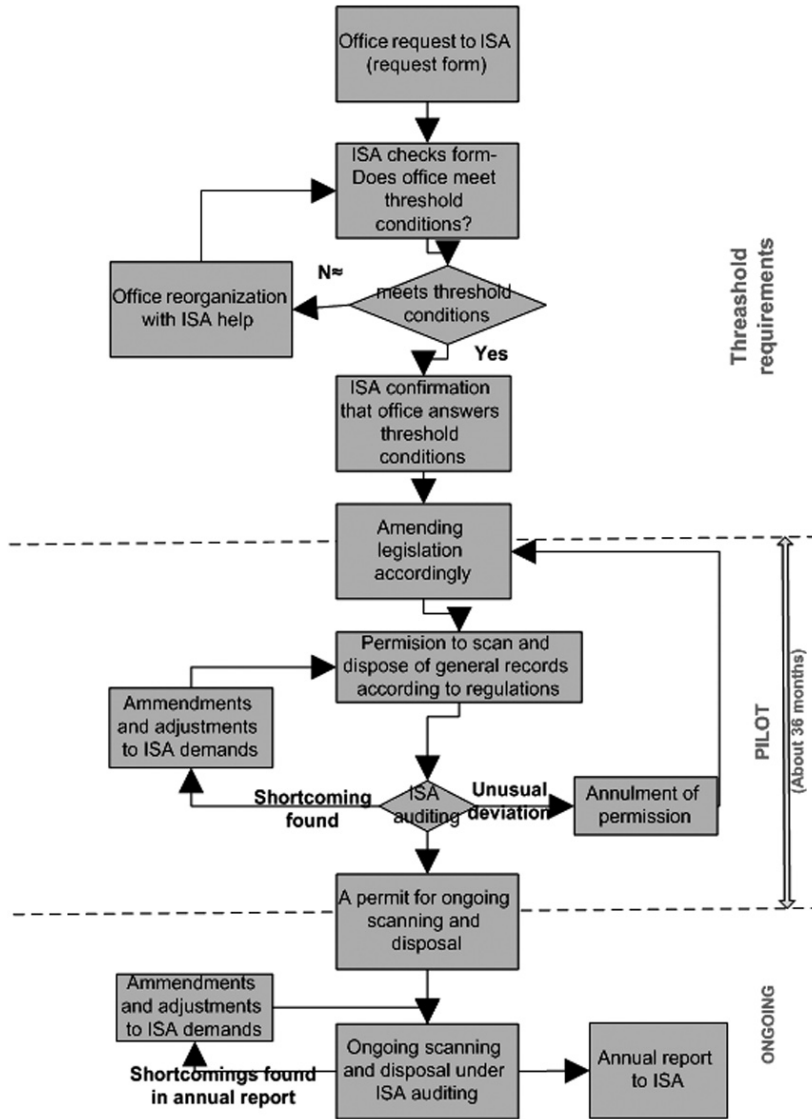 Office request to ISA
(request form)
ISA checks form-
Does office meet
threshold
conditions?
N≈
Office reorganization
with ISA help
meets threshold
conditions
Yes
ISA confirmation
that office answers
threshold
conditions
Threashold
requirements
Amending
legislation
accordingly
Permision to scan and
dispose of general records
according to regulations
Ammendments
and adjustments
to ISA demands
Shortcoming
found
ISA
auditing
Unusual
deviation
Annulment of
permission
PILOT
(About 36 months)
A permit for ongoing
scanning and
disposal
Ammendments
and adjustments
to ISA demands
Shortcomings found
in annual report
Ongoing scanning
and disposal under
ISA auditing
Annual report
to ISA
ONGOING